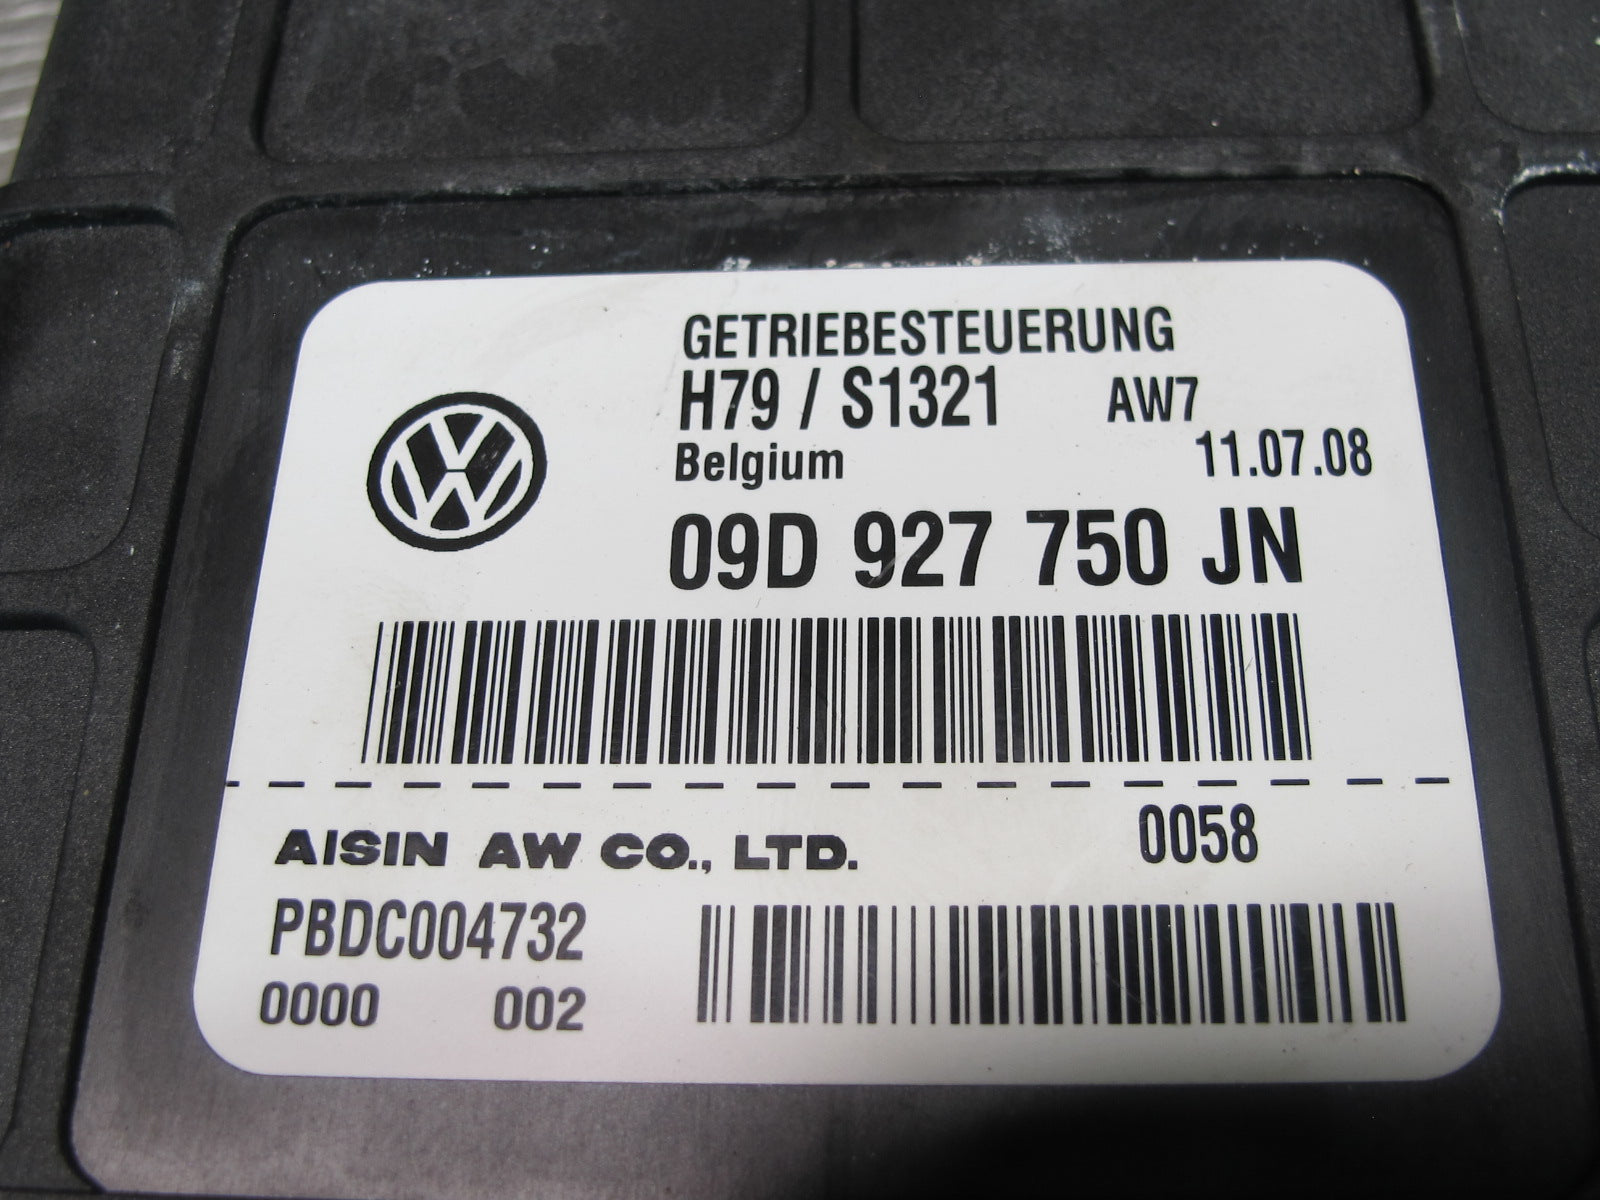 GETRIEBESTEUERUNG
H79 / S1321 AW7
Belgium 11.07.08
09D 927 750 JN
AISIN AW CO., LTD. 0058
PBDC004732
0000 002